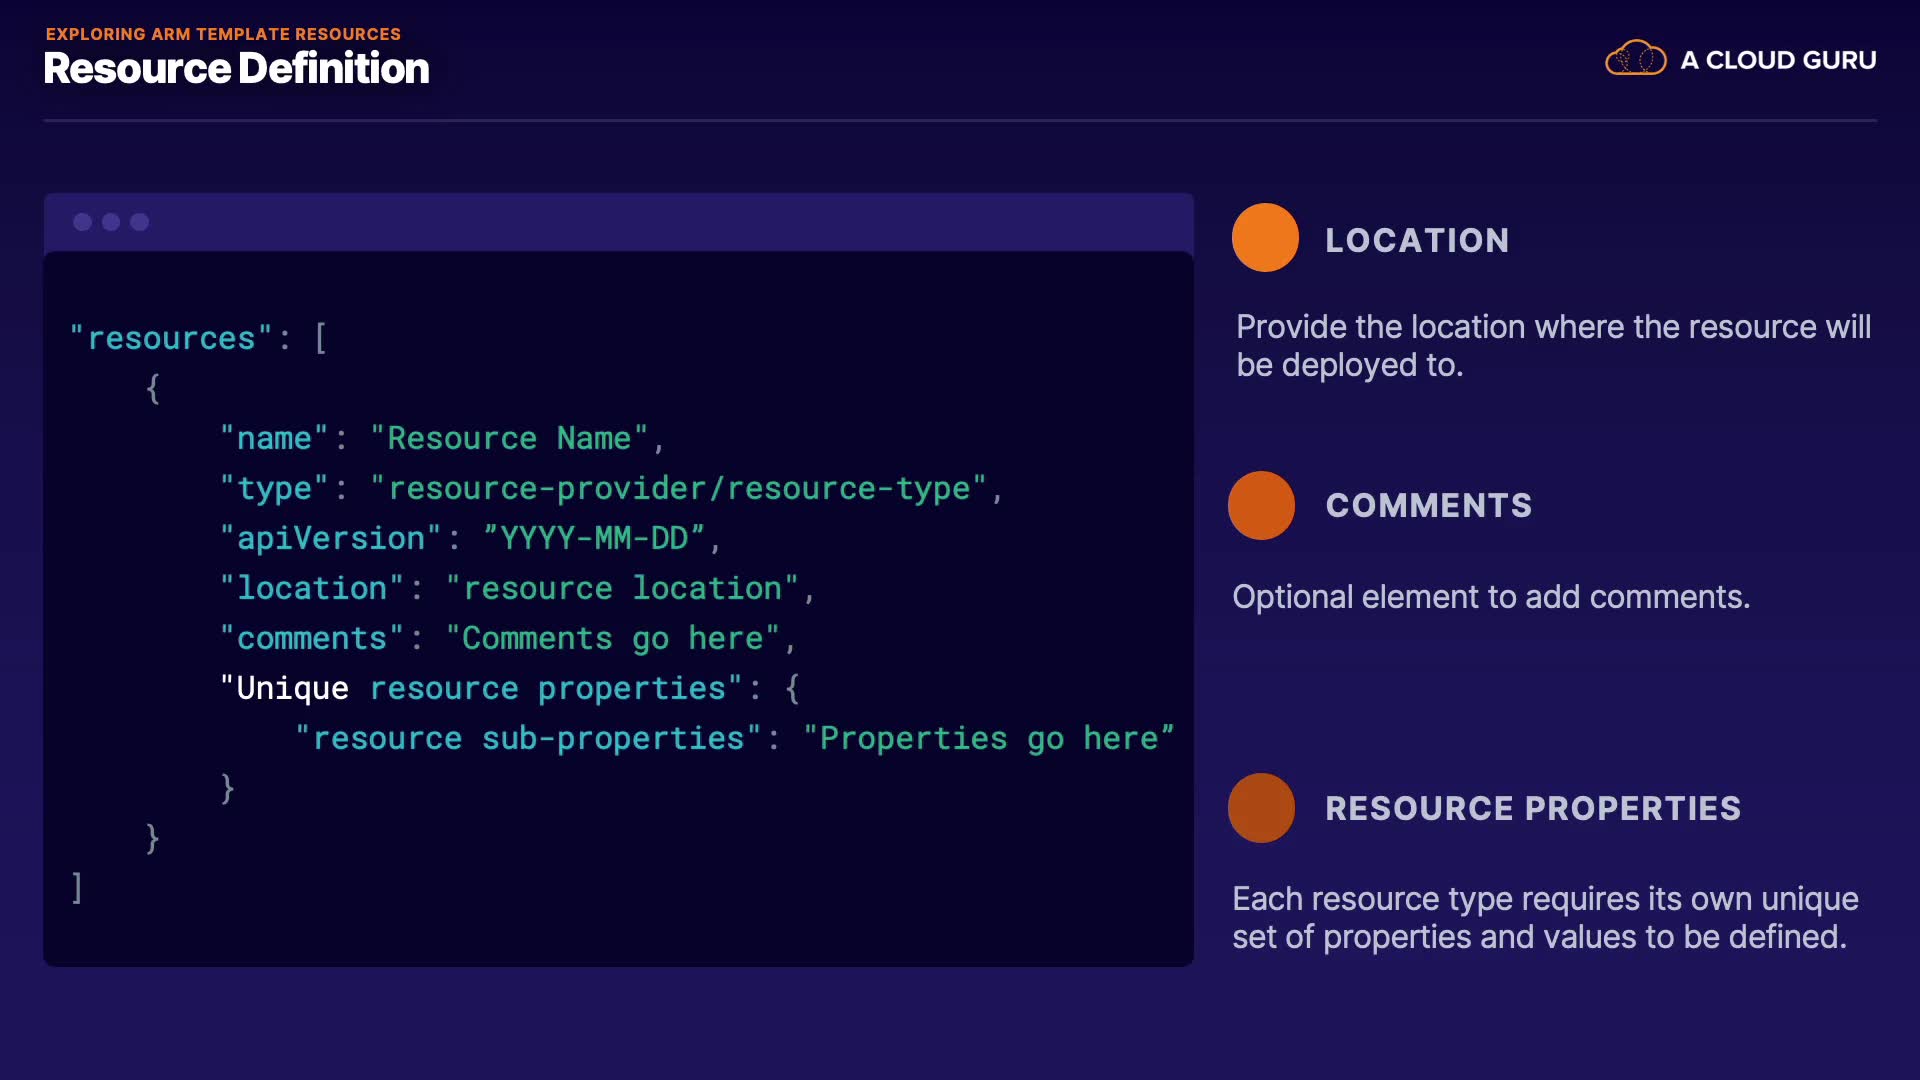 EXPLORING ARM TEMPLATE RESOURCES
Resource Definition
A CLOUD GURU
"resources": [
{
"name": "Resource Name",
"type": "resource-provider/resource-type",
"apiVersion": ”YYYY-MM-DD”,
"location": "resource location",
"comments": "Comments go here",
"Unique resource properties": {
"resource sub-properties": "Properties go here”
}
}
]
LOCATION
Provide the location where the resource will
be deployed to.
COMMENTS
Optional element to add comments.
RESOURCE PROPERTIES
Each resource type requires its own unique
set of properties and values to be defined.